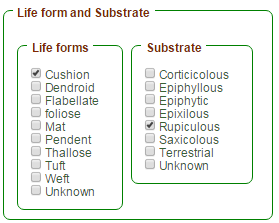 Life form and Substrate
Life forms
Cushion
Dendroid
Flabellate
foliose
Mat
Pendent
Thallose
Tuft
Weft
Unknown
Substrate
Corticicolous
Epiphyllous
Epiphytic
Epixilous
Rupiculous
Saxicolous
Terrestrial
Unknown